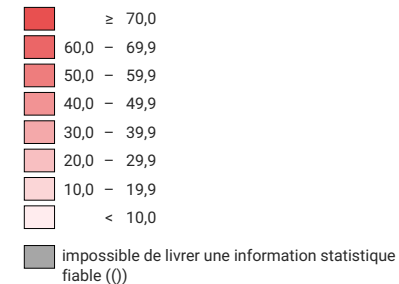 ≥ 70,0
60,0 – 69,9
50,0 – 59,9
40,0 – 49,9
30,0 – 39,9
20,0 – 29,9
10,0 – 19,9
< 10,0
impossible de livrer une information statistique
fiable (())